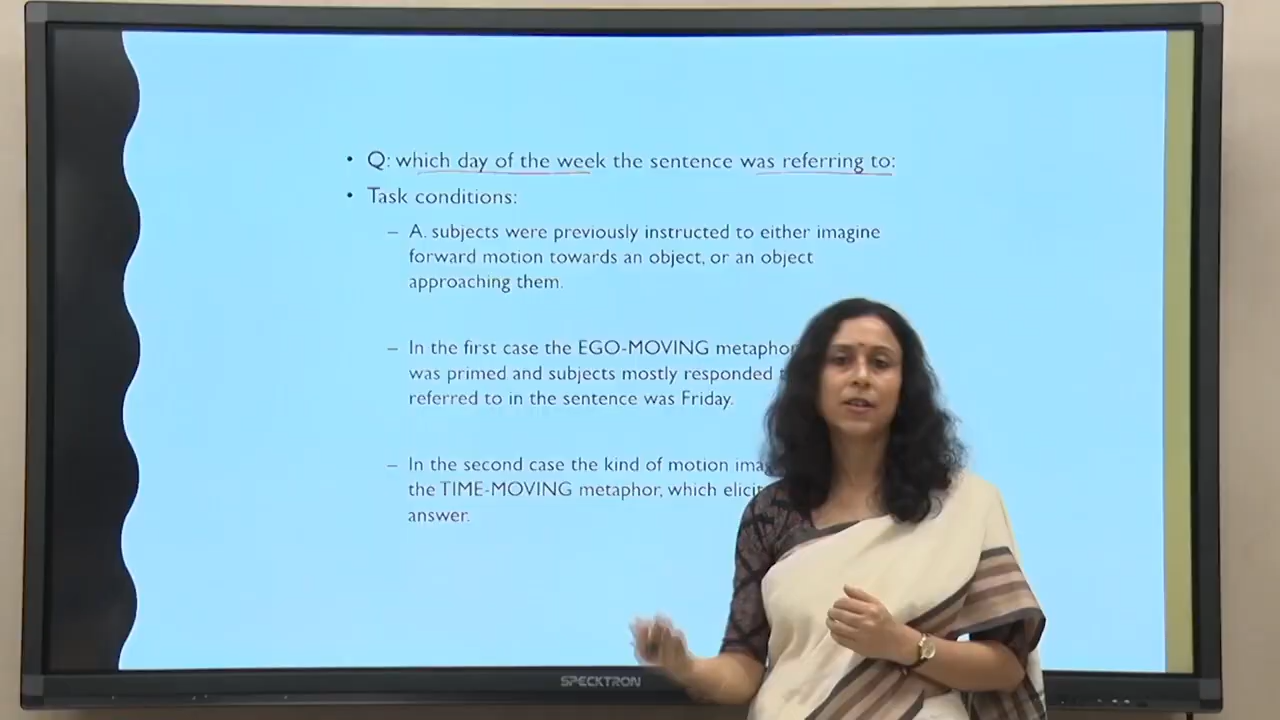 • Q: which day of the week the sentence was referring to:
• Task conditions:
– A. subjects were previously instructed to either imagine
forward motion towards an object, or an object
approaching them.
– In the first case the EGO-MOVING metaphor
was primed and subjects mostly responded
referred to in the sentence was Friday.
– In the second case the kind of motion
the TIME-MOVING metaphor, which
answer.
SPECKTRON